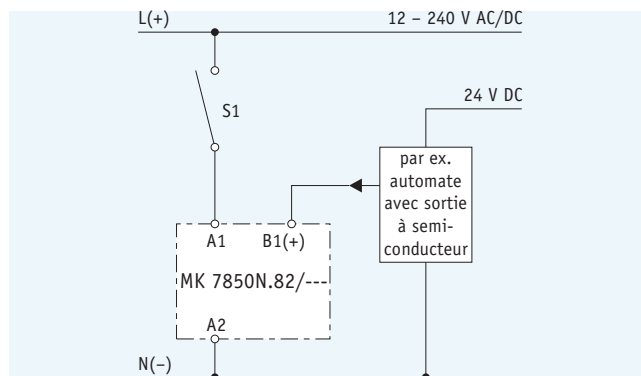 L(+)
12 – 240 V AC/DC
24 V DC
S1
par ex.
automate
avec sortie
à semi-
conducteur
A1
B1(+)
MK 7850N.82/---
A2
N(–)